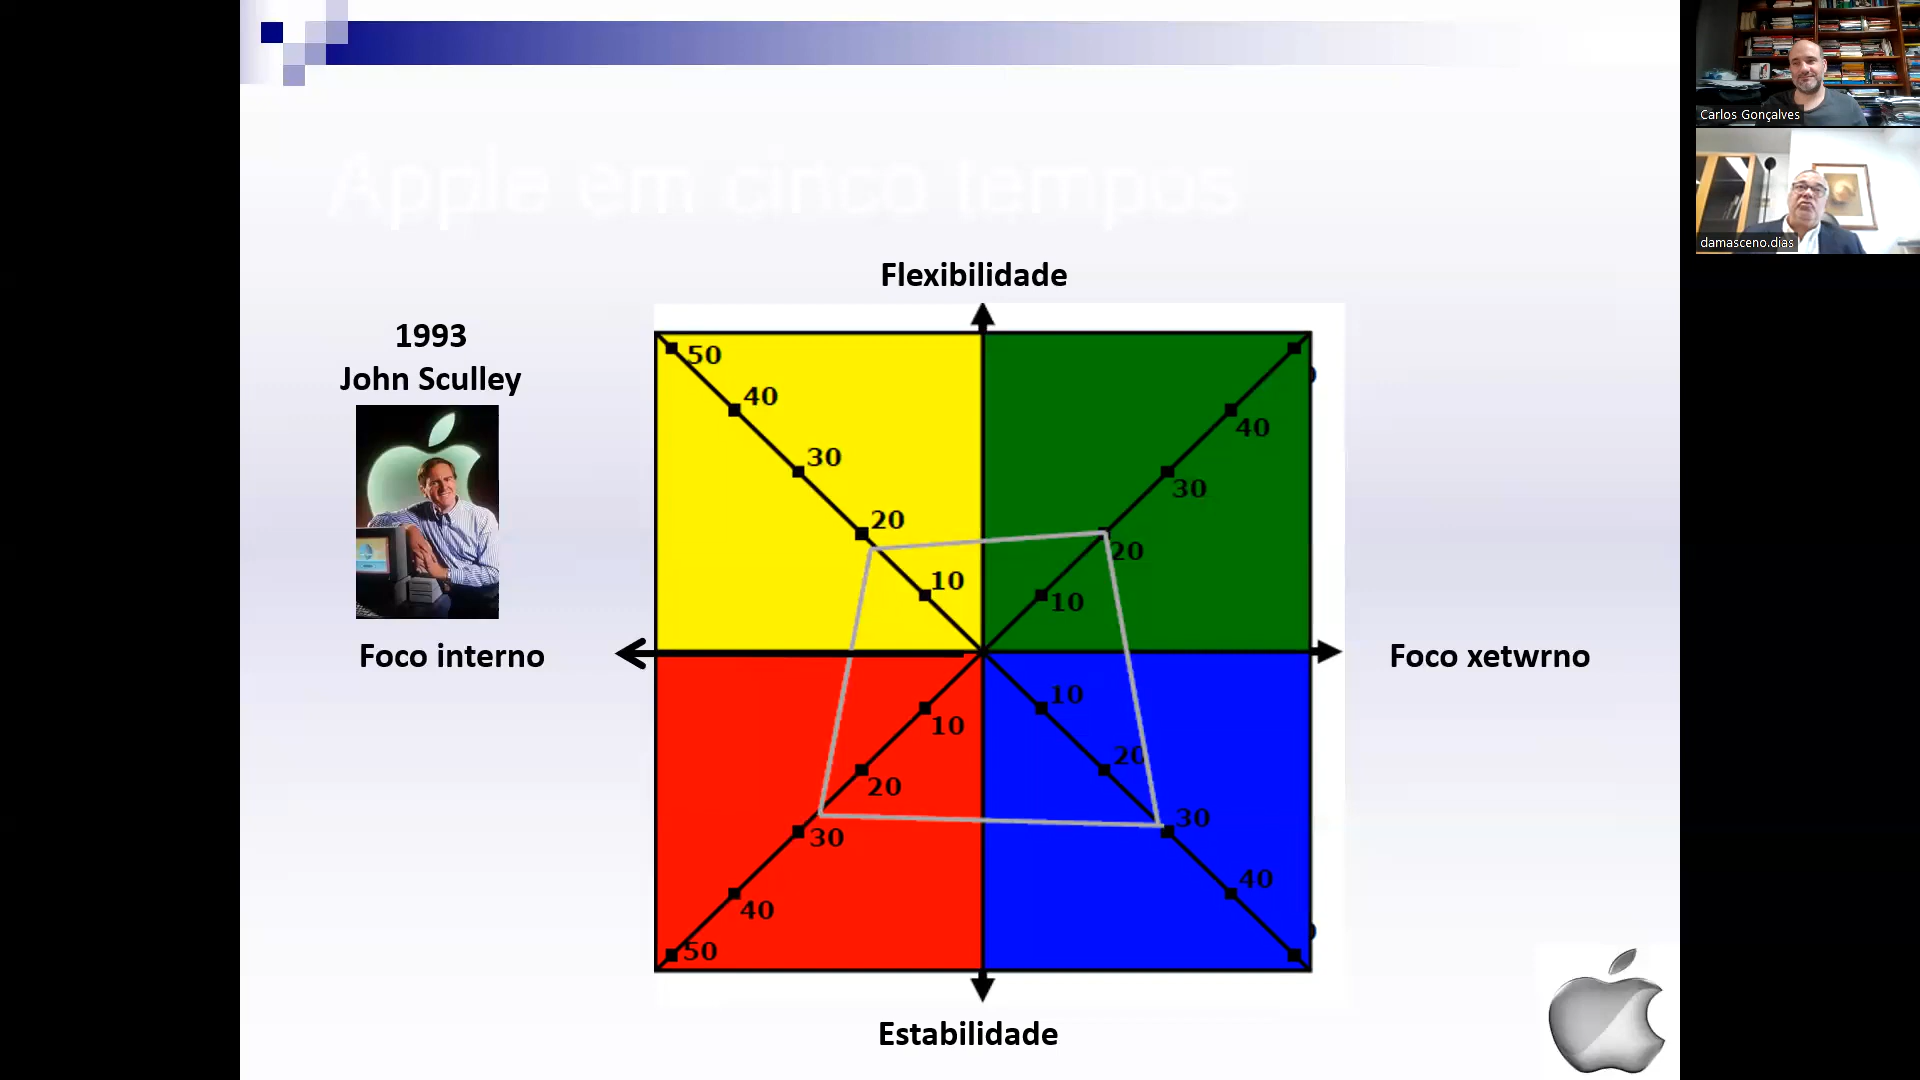 Apple em cinco tempos
Flexibilidade
1993
John Sculley
50
40
30
20
10
40
30
20
10
Foco interno
Foco xetwrno
10
20
30
40
50
10
20
30
40
Estabilidade
Carlos Gonçalves
damasceno.dias